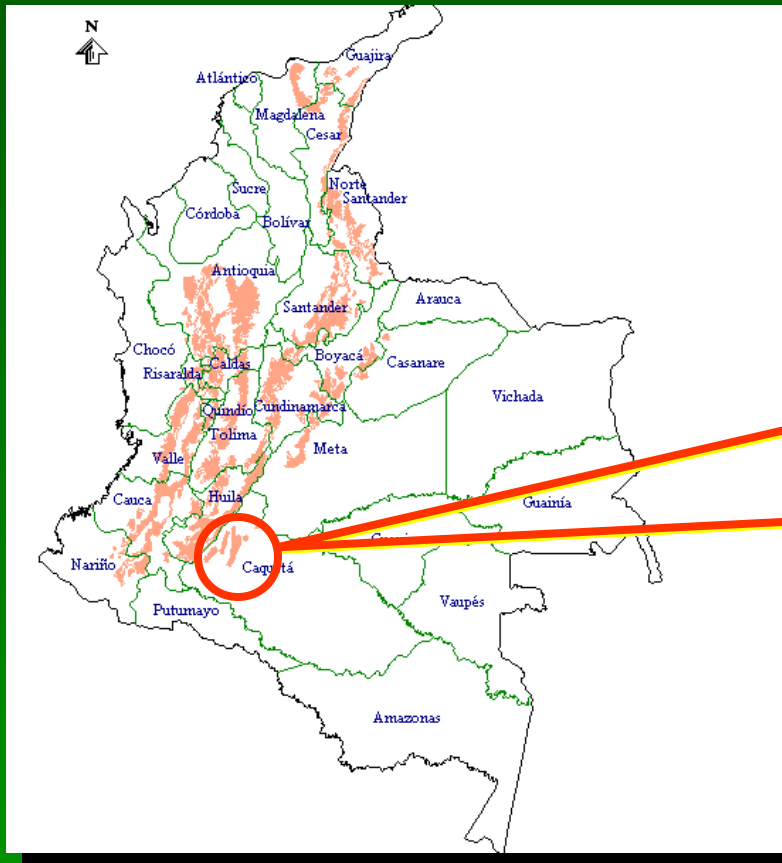 N
Guajira
Atlántico
Magdalena
Cesar
Norte
Santander
Sucre
Córdoba
Bolívar
Antioquia
Santander
Arauca
Chocó
Boyacá
Caldas
Casanare
Risaralda
Vichada
Quindío
Cundinamarca
Tolima
Meta
Valle
Huila
Cauca
Guainía
Nariño
Caquetá
Vaupés
Putumayo
Amazonas